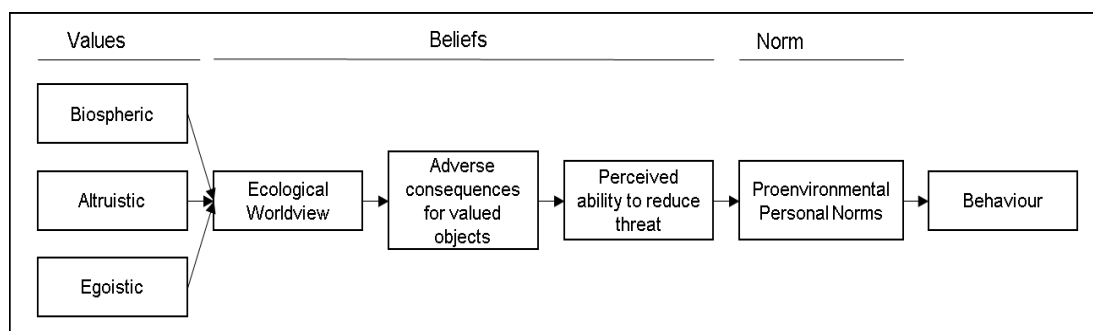 Values
Beliefs
Norm
Biospheric
Altruistic
Egoistic
Ecological
Worldview
Adverse
consequences
for valued
objects
Perceived
ability to reduce
threat
Proenvironmental
Personal Norms
Behaviour